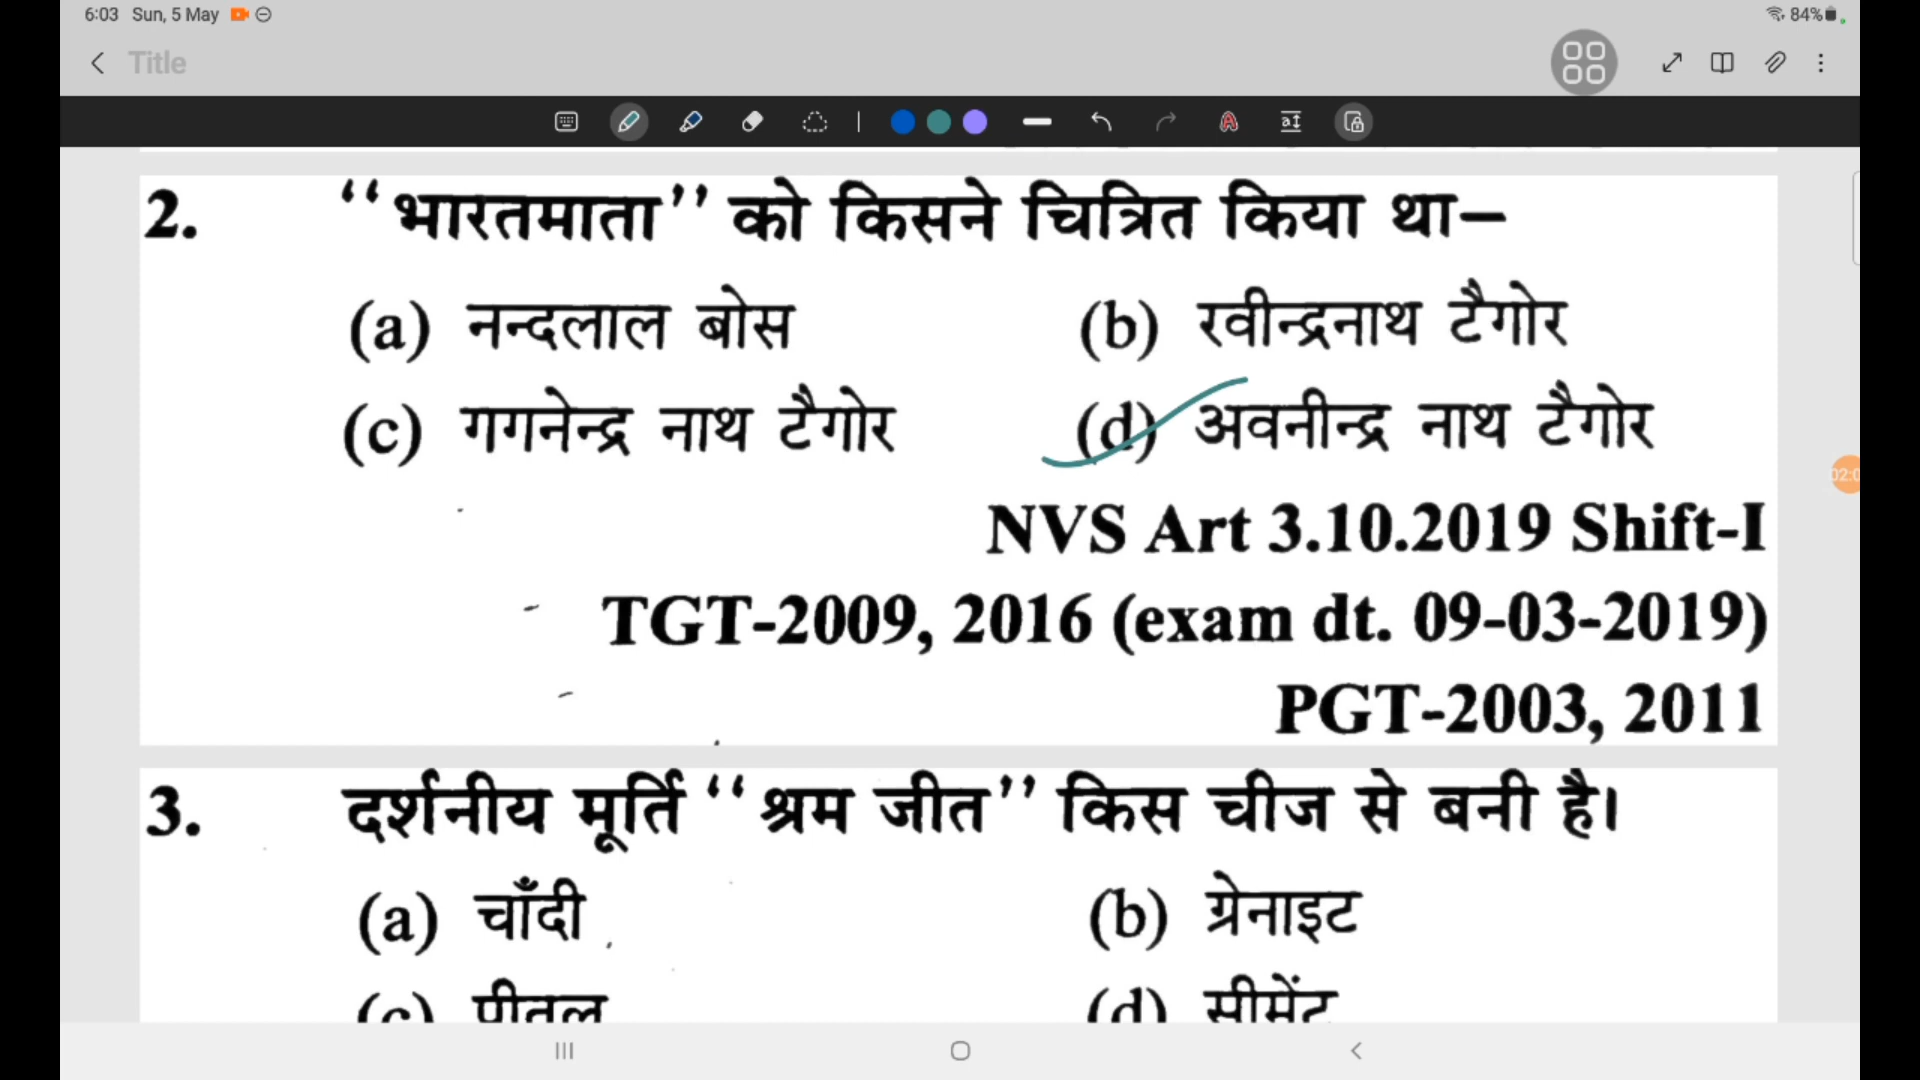 6:03 Sun, 5 May 84%
Title
2. ‘‘भारतमाता’’ को किसने चित्रित किया था–
(a) नन्दलाल बोस (b) रवीन्द्रनाथ टैगोर
(c) गगनेन्द्र नाथ टैगोर (d) अवनीन्द्र नाथ टैगोर
NVS Art 3.10.2019 Shift-I
TGT-2009, 2016 (exam dt. 09-03-2019)
PGT-2003, 2011
3. दर्शनीय मूर्ति ‘‘श्रम जीत’’ किस चीज से बनी है।
(a) चाँदी (b) ग्रेनाइट
(c) पीतल (d) सीमेंट